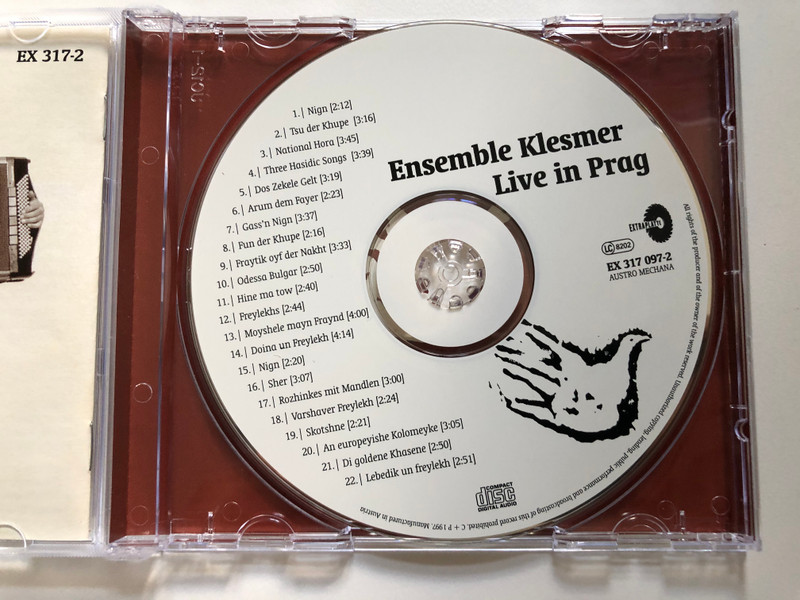 EX 317-2
1.| Nign [2:12]
2.| Tsu der Khupe [3:16]
3.| National Hora [3:45]
4.| Three Hasidic Songs [3:39]
5.| Dos Zekele Gelt [3:19]
6.| Arum dem Fayer [2:23]
7.| Gass'n Nign [3:37]
8.| Fun der Khupe [2:16]
9.| Fraytik oyf der Nakht [3:33]
10.| Odessa Bulgar [2:50]
11.| Hine ma tow [2:40]
12.| Freylekhs [2:44]
13.| Moyshele mayn Fraynd [4:00]
14.| Doina un Freylekh [4:14]
15.| Nign [2:20]
16.| Sher [3:07]
17.| Rozhinkes mit Mandlen [3:00]
18.| Varshaver Freylekh [2:24]
19.| Skotshne [2:21]
20.| An europeyishe Kolomeyke [3:05]
21.| Di goldene Khasene [2:50]
22.| Lebedik un freylekh [2:51]
Ensemble Klesmer
Live in Prag
EXTRAPLATTE
LC 8202
EX 317 097-2
AUSTRO MECHANA
All rights of the producer and of the owner of the work reserved. Unauthorized copying, lending, public performance and broadcasting of this record prohibited. C + P 1997. Manufactured in Austria
COMPACT
disc
DIGITAL AUDIO